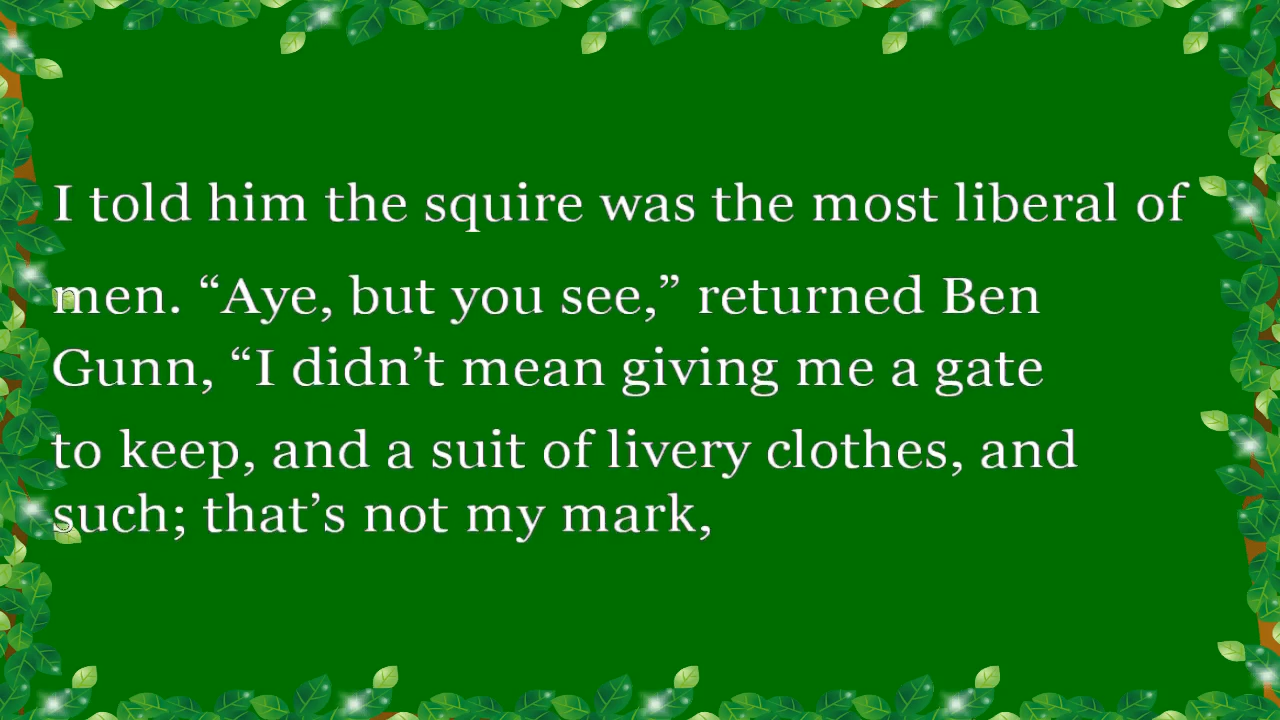 I told him the squire was the most liberal of
men. “Aye, but you see,” returned Ben
Gunn, “I didn’t mean giving me a gate
to keep, and a suit of livery clothes, and
such; that’s not my mark,